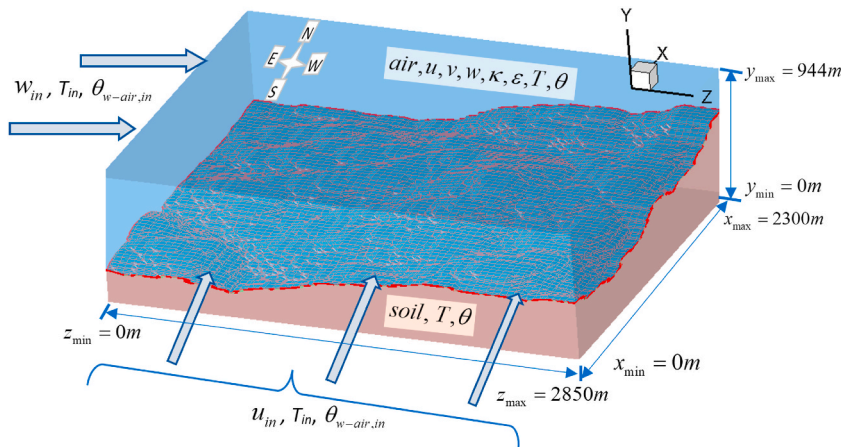 N
E
W
S
Y
X
Z
air, u, v, w, κ, ε, T, θ
y_max = 944m
w_in , T_in , θ_w−air,in
y_min = 0m
x_max = 2300m
soil, T, θ
z_min = 0m
x_min = 0m
z_max = 2850m
u_in , T_in , θ_w−air,in